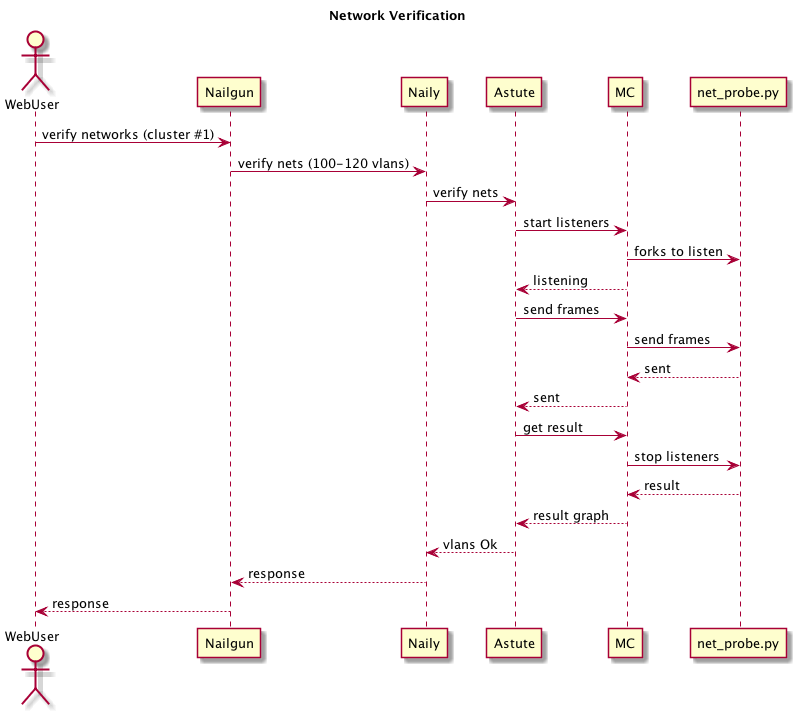 Network Verification
WebUser
Nailgun
Naily
Astute
MC
net_probe.py
verify networks (cluster #1)
verify nets (100-120 vlans)
verify nets
start listeners
forks to listen
listening
send frames
send frames
sent
sent
get result
stop listeners
result
result graph
vlans Ok
response
response
WebUser
Nailgun
Naily
Astute
MC
net_probe.py